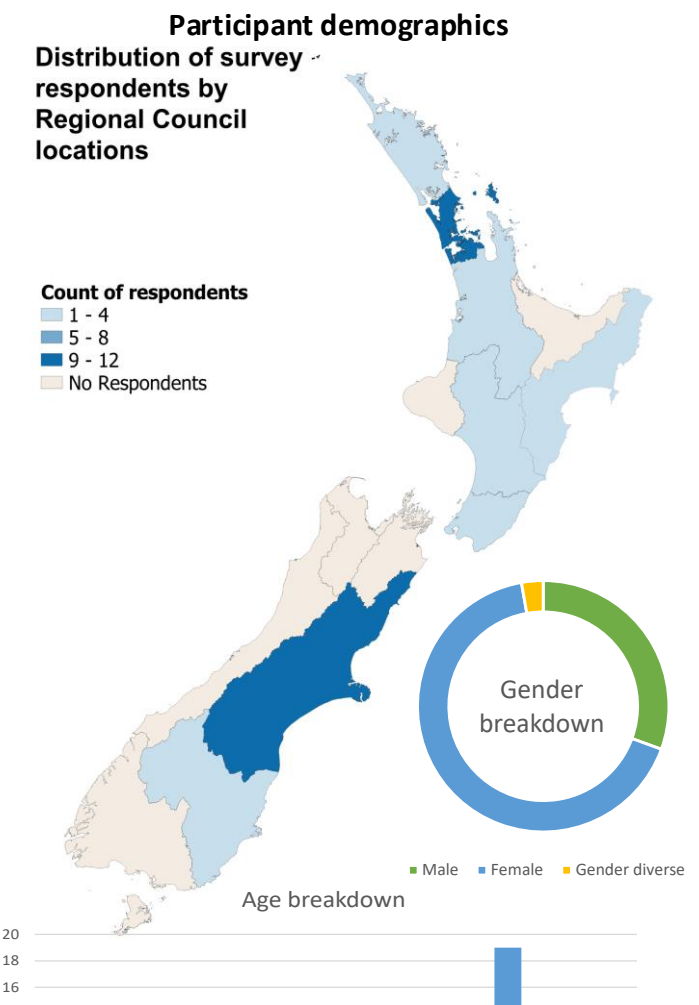 Participant demographics
Distribution of survey
respondents by
Regional Council
locations
Count of respondents
1 - 4
5 - 8
9 - 12
No Respondents
Gender
breakdown
Male Female Gender diverse
Age breakdown
20
18
16